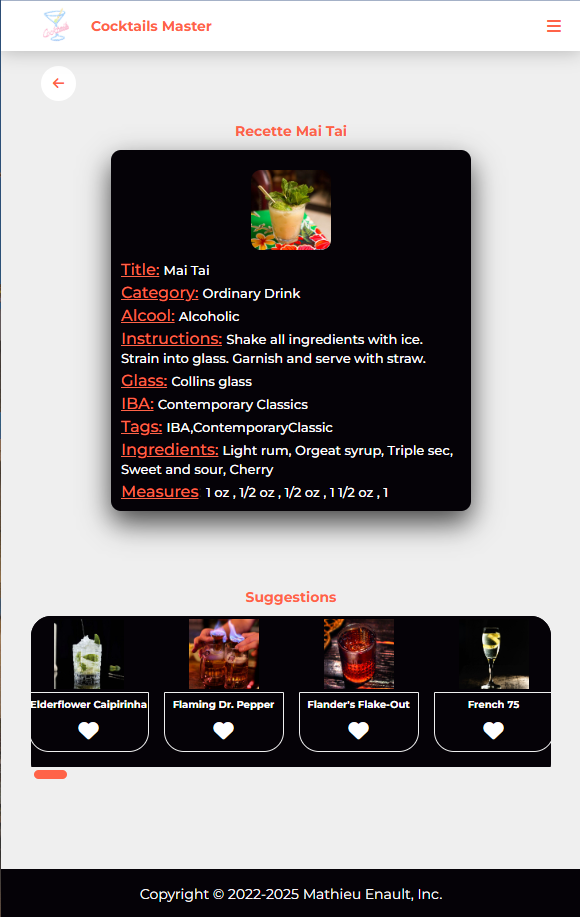 Cocktails Master
Recette Mai Tai
Title: Mai Tai
Category: Ordinary Drink
Alcool: Alcoholic
Instructions: Shake all ingredients with ice.
Strain into glass. Garnish and serve with straw.
Glass: Collins glass
IBA: Contemporary Classics
Tags: IBA,ContemporaryClassic
Ingredients: Light rum, Orgeat syrup, Triple sec,
Sweet and sour, Cherry
Measures 1 oz , 1/2 oz , 1/2 oz , 1 1/2 oz , 1
Suggestions
Elderflower Caipirinha
Flaming Dr. Pepper
Flander's Flake-Out
French 75
Copyright © 2022-2025 Mathieu Enault, Inc.